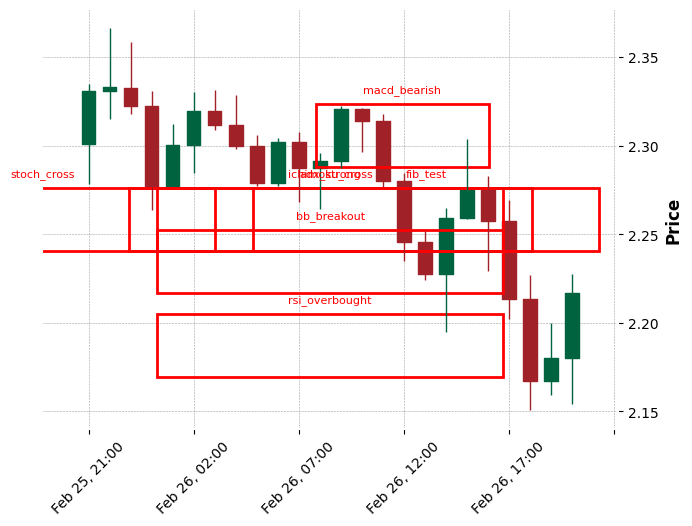 macd_bearish
stoch_cross
fib_test
bb_breakout
rsi_overbought
2.35
2.30
2.25
2.20
2.15
Price
Feb 25, 21:00
Feb 26, 02:00
Feb 26, 07:00
Feb 26, 12:00
Feb 26, 17:00